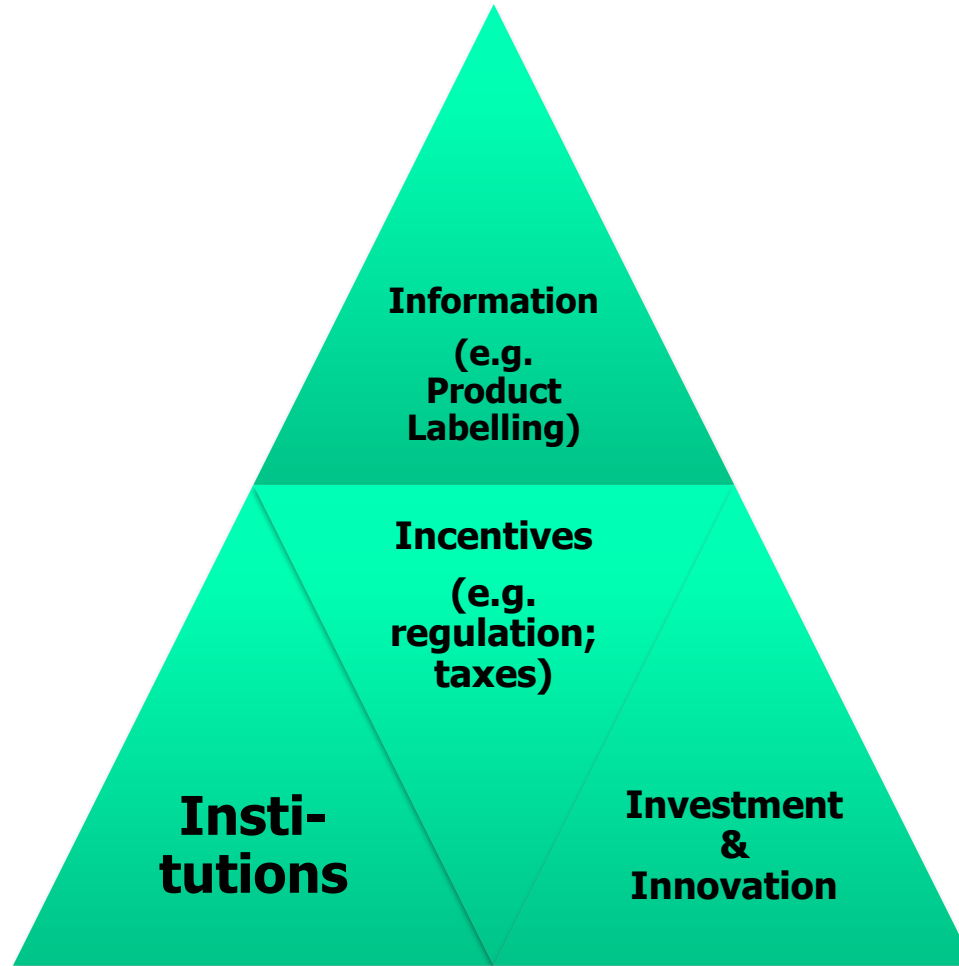 Information
(e.g.
Product
Labelling)
Incentives
(e.g.
regulation;
taxes)
Insti-
tutions
Investment
&
Innovation